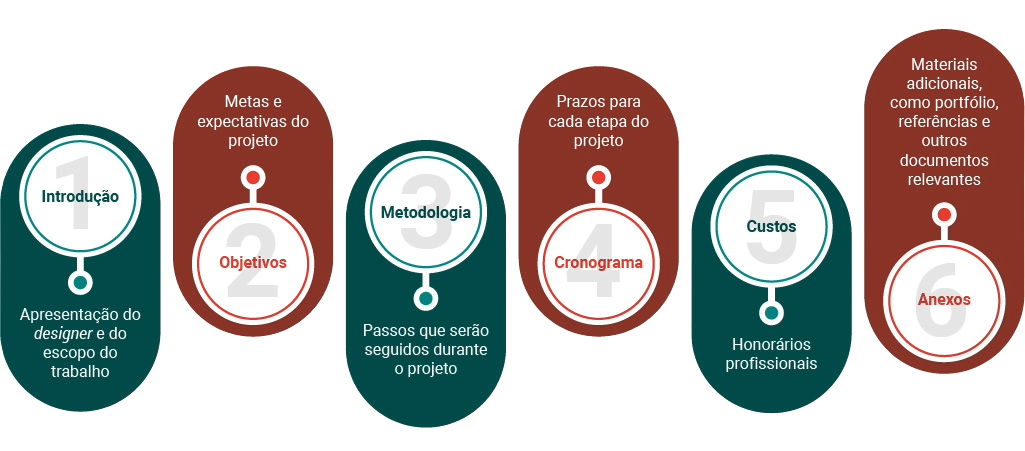 1
Introdução
Apresentação do
designer e do
escopo do
trabalho
Metas e
expectativas do
projeto
2
Objetivos
3
Metodologia
Passos que serão
seguidos durante
o projeto
Prazos para
cada etapa do
projeto
4
Cronograma
5
Custos
Honorários
profissionais
Materiais
adicionais,
como portfólio,
referências e
outros
documentos
relevantes
6
Anexos